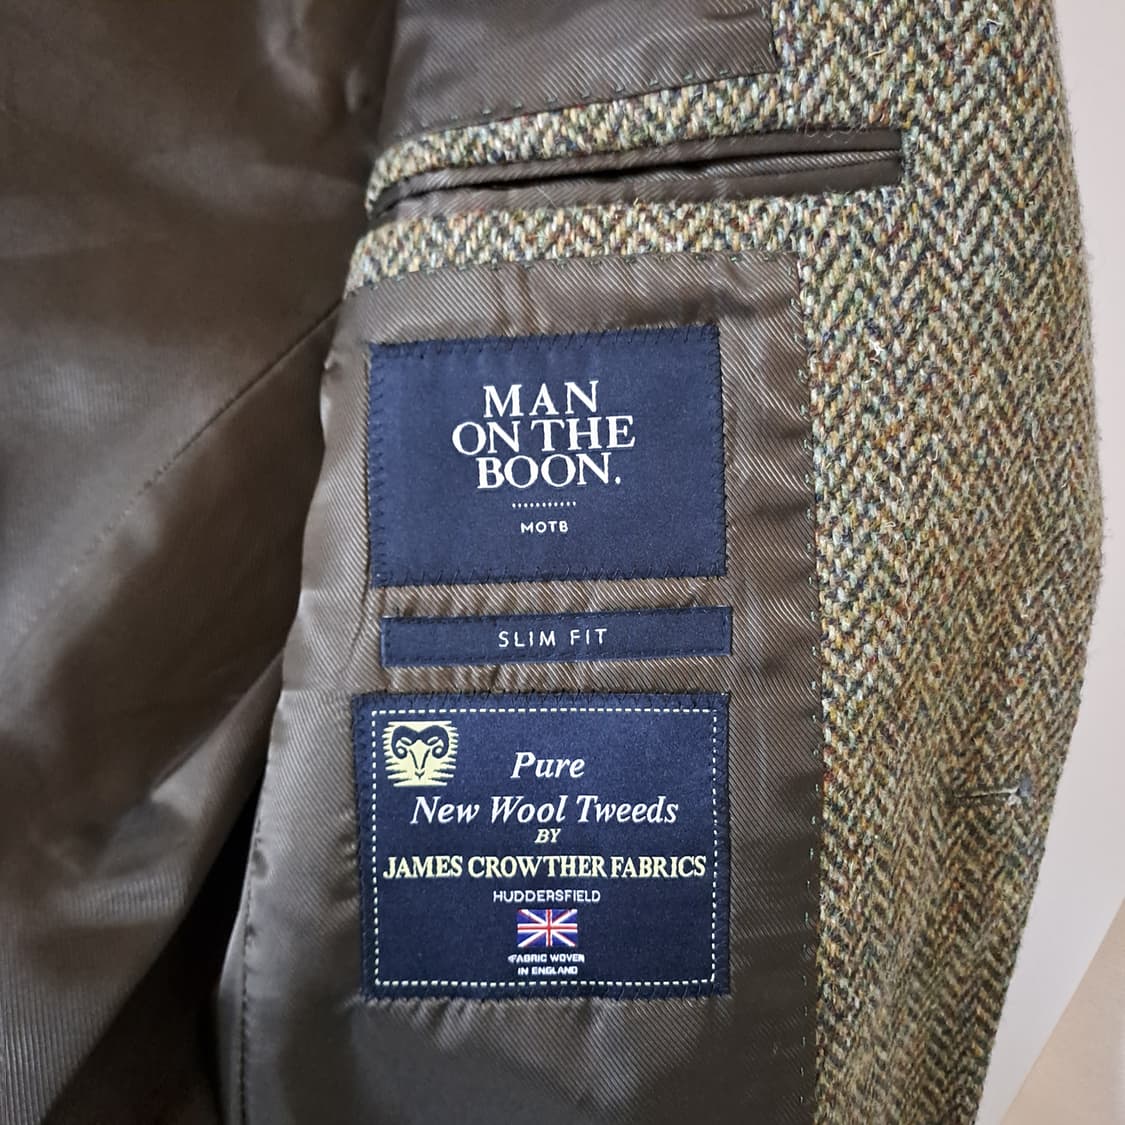 MAN
ON THE
BOON.
MOTB
SLIM FIT
Pure
New Wool Tweeds
BY
JAMES CROWTHER FABRICS
HUDDERSFIELD
FABRIC WOVEN
IN ENGLAND